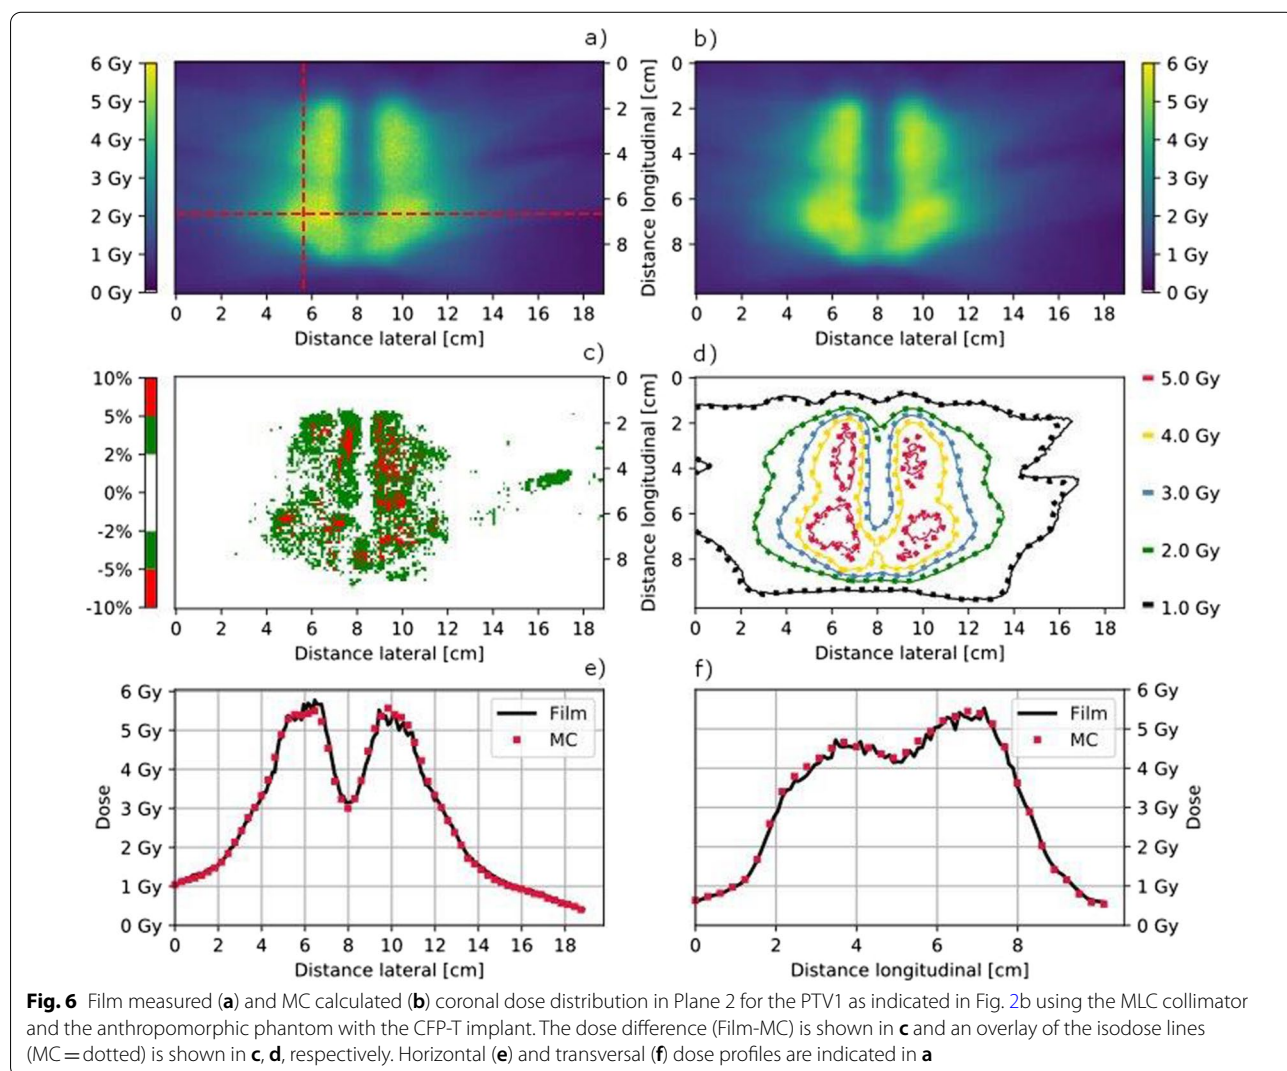 a)
b)
6 Gy
5 Gy
4 Gy
3 Gy
2 Gy
1 Gy
0 Gy
0
2
4
6
8
Distance longitudinal [cm]
0
2
4
6
8
6 Gy
5 Gy
4 Gy
3 Gy
2 Gy
1 Gy
0 Gy
0 2 4 6 8 10 12 14 16 18
Distance lateral [cm]
0 2 4 6 8 10 12 14 16 18
Distance lateral [cm]
c)
d)
10%
5%
2%
0%
-2%
-5%
-10%
0
2
4
6
8
Distance longitudinal [cm]
0
2
4
6
8
5.0 Gy
4.0 Gy
3.0 Gy
2.0 Gy
1.0 Gy
0 2 4 6 8 10 12 14 16 18
Distance lateral [cm]
0 2 4 6 8 10 12 14 16 18
Distance lateral [cm]
e)
f)
6 Gy
5 Gy
4 Gy
3 Gy
2 Gy
1 Gy
0 Gy
Dose
Film
MC
Film
MC
6 Gy
5 Gy
4 Gy
3 Gy
2 Gy
1 Gy
0 Gy
Dose
0 2 4 6 8 10 12 14 16 18
Distance lateral [cm]
0 2 4 6 8
Distance longitudinal [cm]
Fig. 6 Film measured (a) and MC calculated (b) coronal dose distribution in Plane 2 for the PTV1 as indicated in Fig. 2b using the MLC collimator
and the anthropomorphic phantom with the CFP-T implant. The dose difference (Film-MC) is shown in c and an overlay of the isodose lines
(MC = dotted) is shown in c, d, respectively. Horizontal (e) and transversal (f) dose profiles are indicated in a